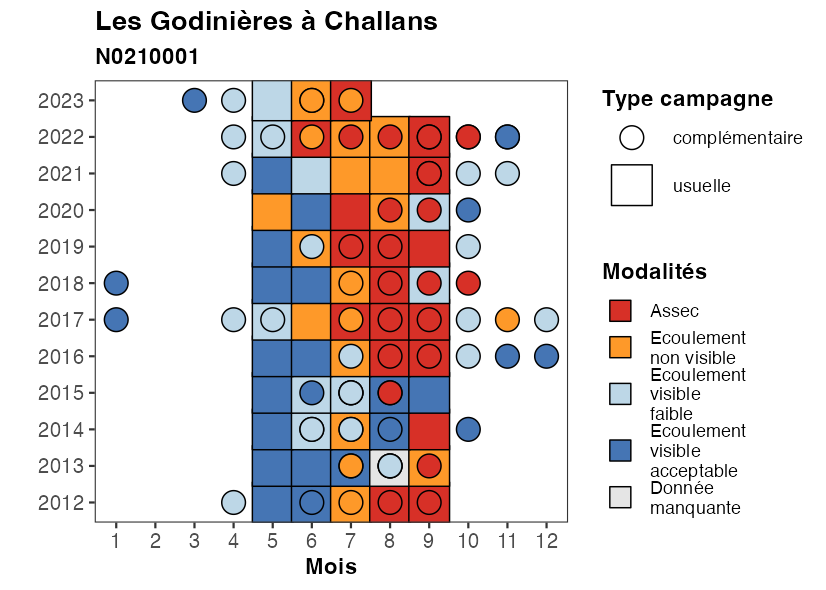 Les Godinières à Challans
N0210001
2023
2022
2021
2020
2019
2018
2017
2016
2015
2014
2013
2012
1 2 3 4 5 6 7 8 9 10 11 12
Mois
Type campagne
complémentaire
usuelle
Modalités
Assec
Ecoulement
non visible
Ecoulement
visible
faible
Ecoulement
visible
acceptable
Donnée
manquante